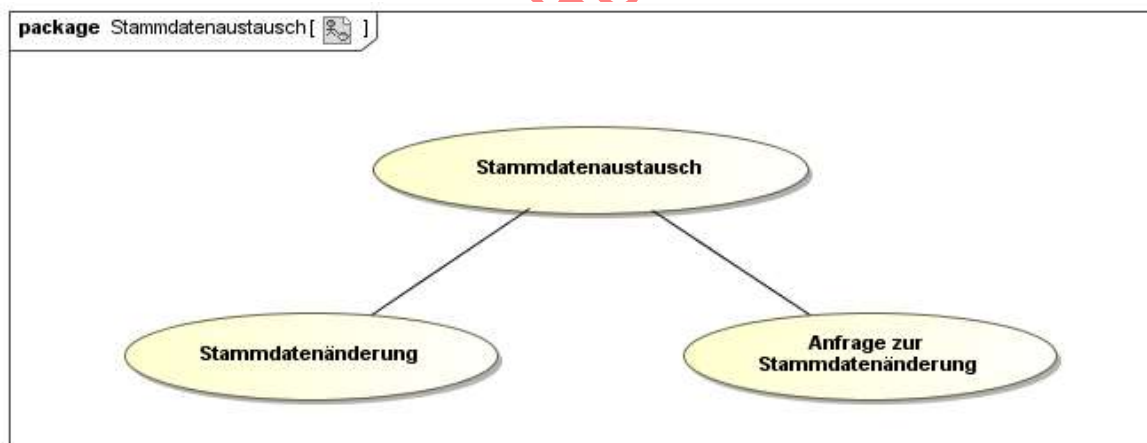 package Stammdatenaustausch [ ]
Stammdatenaustausch
Stammdatenänderung
Anfrage zur
Stammdatenänderung